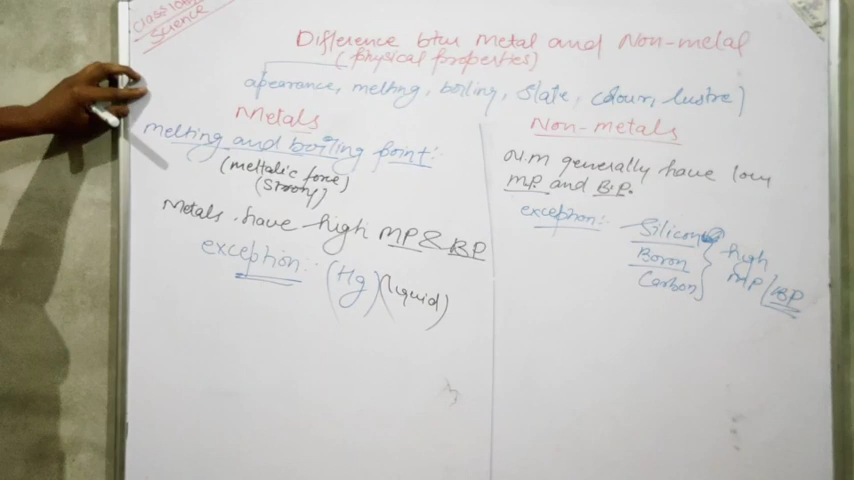 Classical
Science
Difference btw metal and Non-metal
(physical properties)
apearance, melting, boiling, State, colour, lustre)
Metals
melting and boiling point:-
(mettalic force)
(Strong)
Metals have high MP & BP
exception:- (Hg) (liquid)
Non-metals
N.M generally have low
M.P. and B.P.
exception:- Silicon
Boron
Carbon
high
MP/BP